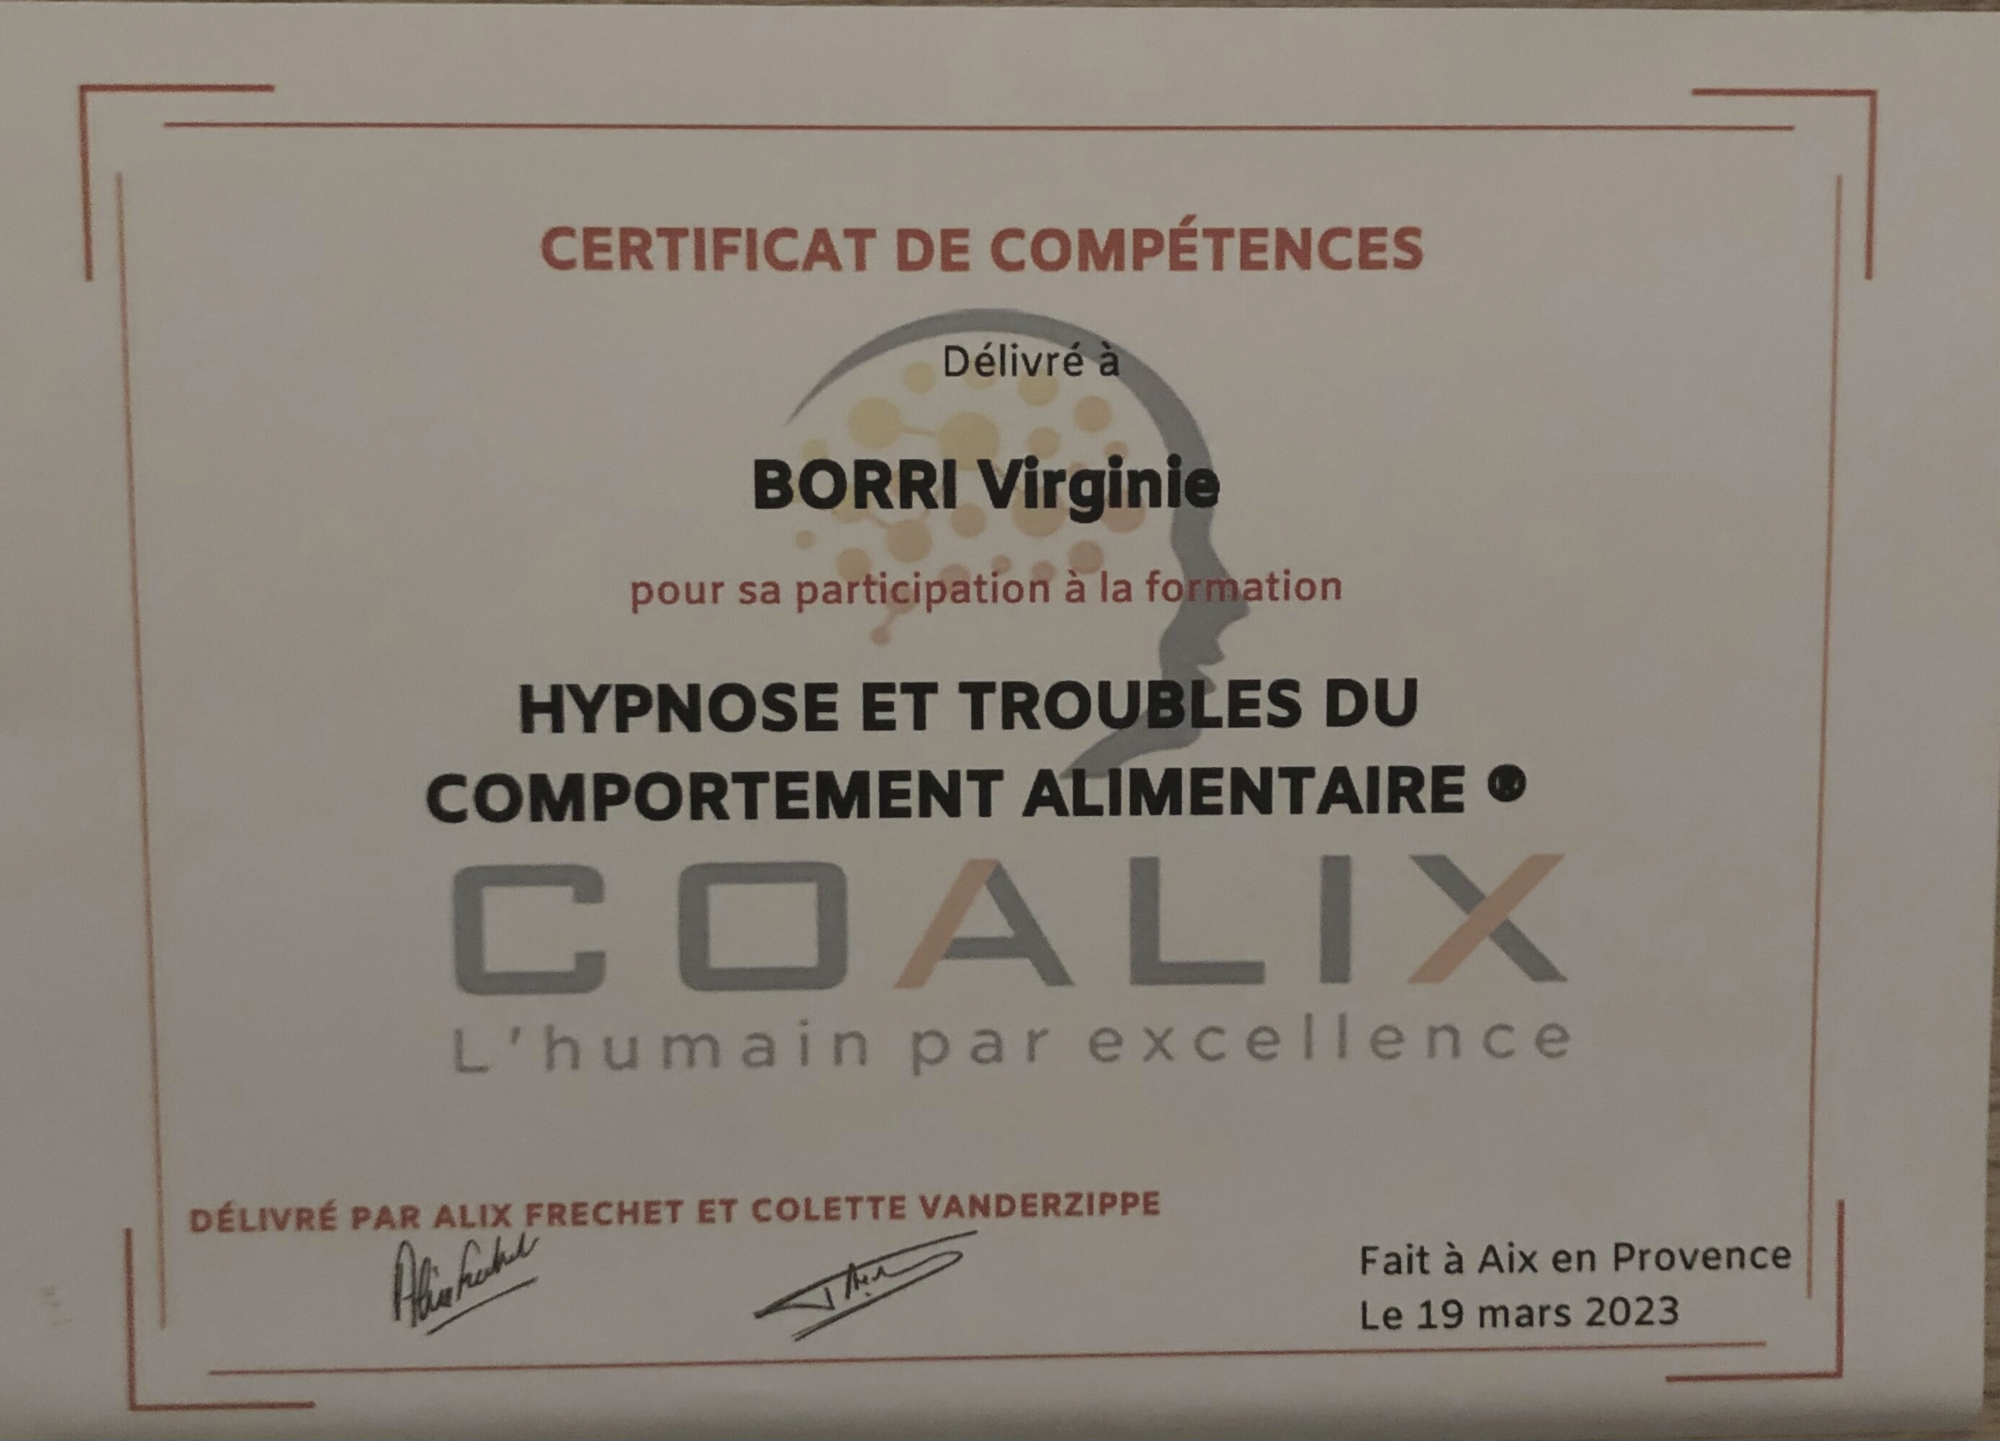 CERTIFICAT DE COMPÉTENCES
Délivré à
BORRI Virginie
pour sa participation à la formation
HYPNOSE ET TROUBLES DU
COMPORTEMENT ALIMENTAIRE ®
COALIX
L'humain par excellence
DÉLIVRÉ PAR ALIX FRECHET ET COLETTE VANDERZIPPE
Fait à Aix en Provence
Le 19 mars 2023